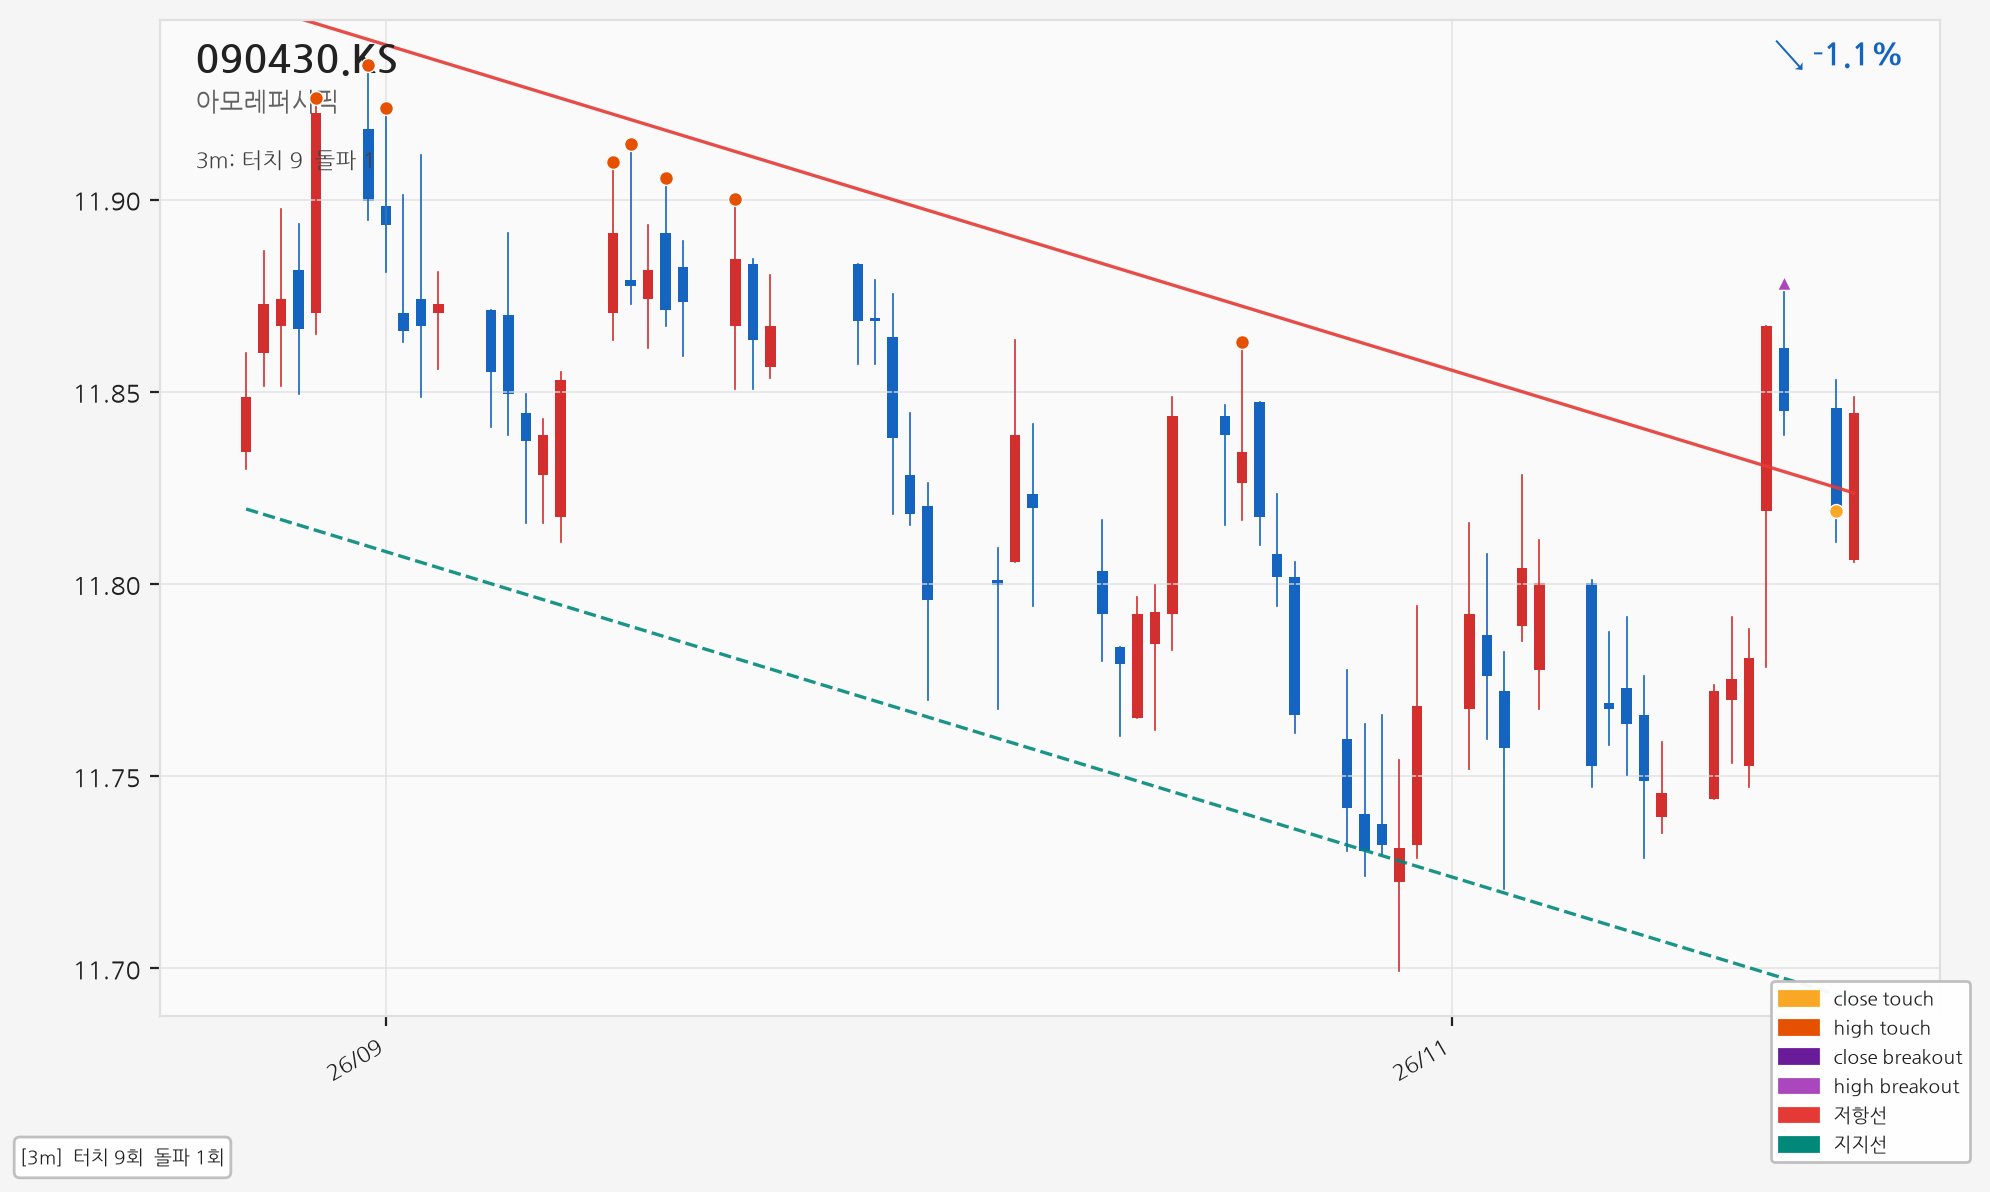 090430.KS
아모레퍼시픽
3m: 터치 9 돌파 1
-1.1%
11.90
11.85
11.80
11.75
11.70
26/09
26/11
close touch
high touch
close breakout
high breakout
저항선
지지선
[3m] 터치 9회 돌파 1회